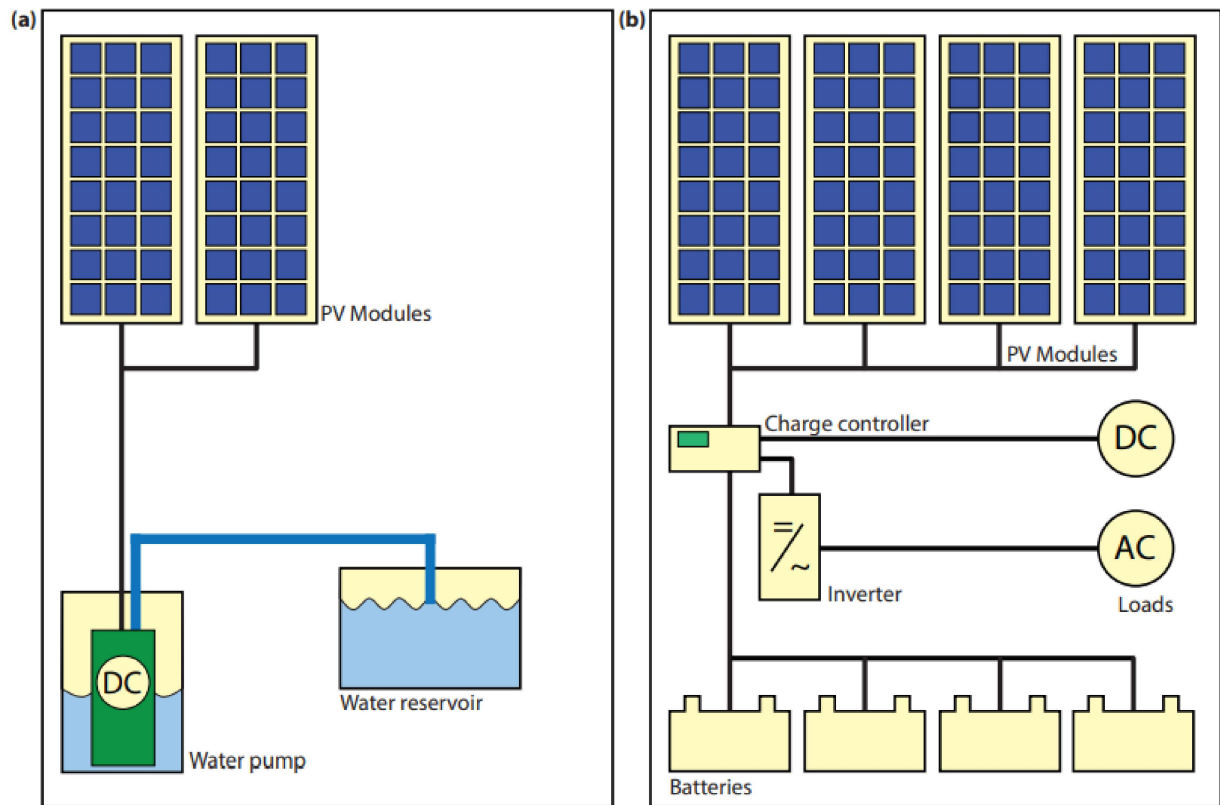 (a)
PV Modules
DC
Water pump
Water reservoir
(b)
PV Modules
Charge controller
DC
=
~
Inverter
AC
Loads
Batteries